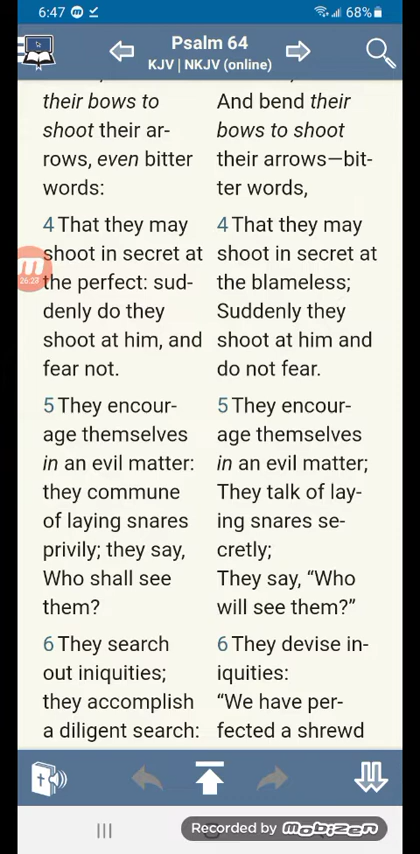 6:47
68%
Psalm 64
KJV | NKJV (online)
their bows to
shoot their ar-
rows, even bitter
words:
4 That they may
shoot in secret at
the perfect: sud-
denly do they
shoot at him, and
fear not.
5 They encour-
age themselves
in an evil matter:
they commune
of laying snares
privily; they say,
Who shall see
them?
6 They search
out iniquities;
they accomplish
a diligent search:
And bend their
bows to shoot
their arrows—bit-
ter words,
4 That they may
shoot in secret at
the blameless;
Suddenly they
shoot at him and
do not fear.
5 They encour-
age themselves
in an evil matter;
They talk of lay-
ing snares se-
cretly;
They say, “Who
will see them?”
6 They devise in-
iquities:
“We have per-
fected a shrewd
m
26:23
Recorded by mobizen